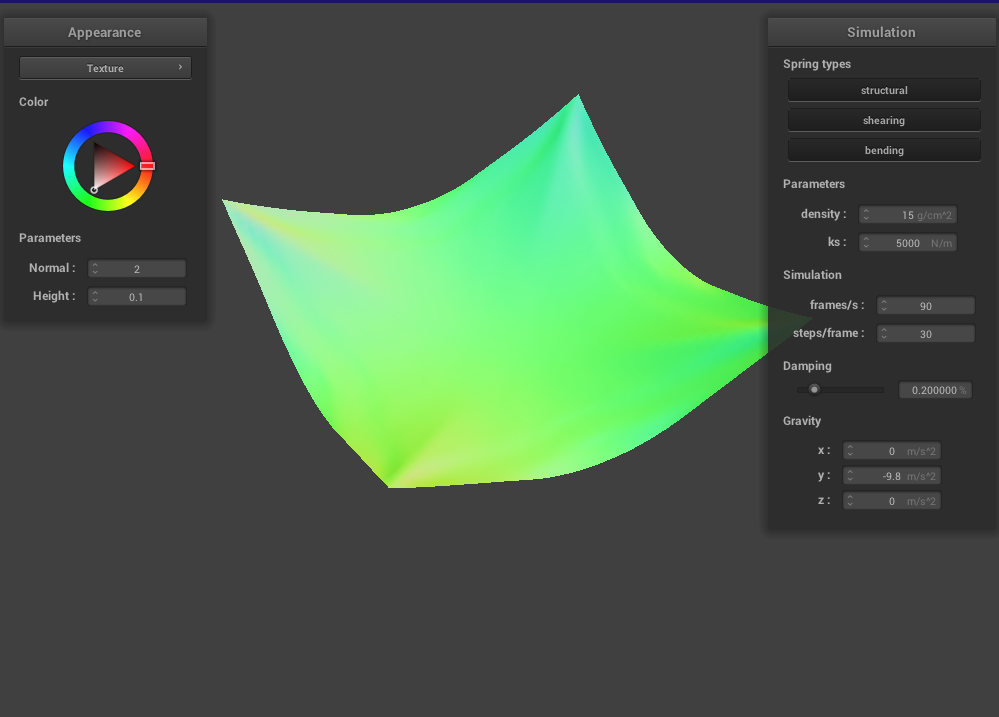 Appearance
Texture
Color
Parameters
Normal : 2
Height : 0.1
Simulation
Spring types
structural
shearing
bending
Parameters
density : 15 g/cm^2
ks : 5000 N/m
Simulation
frames/s : 90
steps/frame : 30
Damping
0.200000 %
Gravity
x : 0 m/s^2
y : -9.8 m/s^2
z : 0 m/s^2